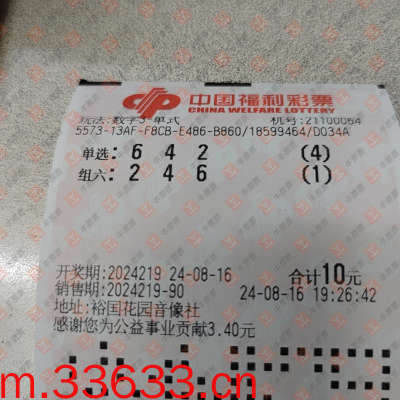 中国福利彩票
CHINA WELFARE LOTTERY
玩法:数字3-单式 机号:21100064
5573-13AF-F8CB-E486-B860/18599464/D034A
单选:6 4 2 (4)
组六:2 4 6 (1)
开奖期:2024219 24-08-16 合计10元
销售期:2024219-90 24-08-16 19:26:42
地址:裕国花园音像社
感谢您为公益事业贡献3.40元
m.33633.cn